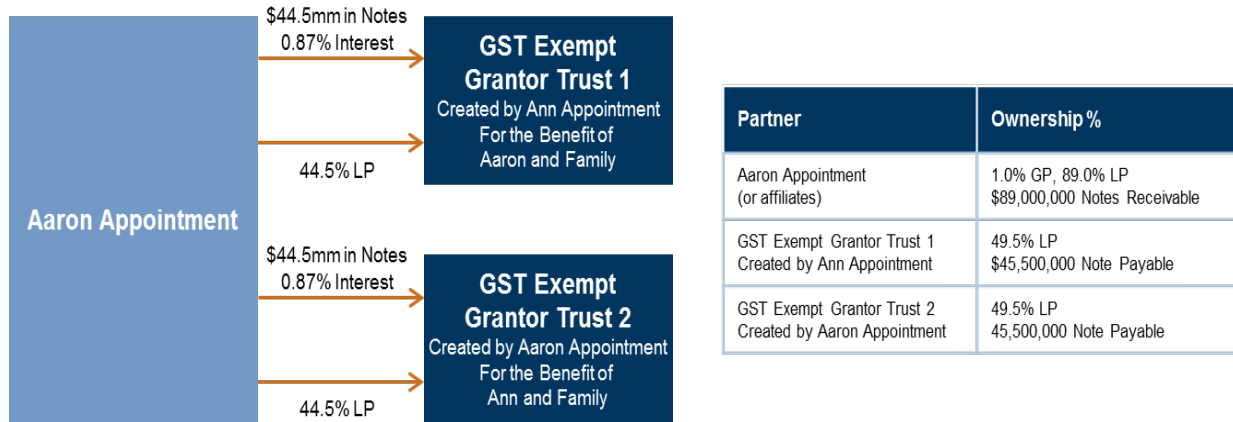 $44.5mm in Notes
0.87% Interest
44.5% LP
Aaron Appointment
$44.5mm in Notes
0.87% Interest
44.5% LP
GST Exempt
Grantor Trust 1
Created by Ann Appointment
For the Benefit of
Aaron and Family
GST Exempt
Grantor Trust 2
Created by Aaron Appointment
For the Benefit of
Ann and Family
Partner Ownership %
Aaron Appointment 1.0% GP, 89.0% LP
(or affiliates) $89,000,000 Notes Receivable
GST Exempt Grantor Trust 1 49.5% LP
Created by Ann Appointment $45,500,000 Note Payable
GST Exempt Grantor Trust 2 49.5% LP
Created by Aaron Appointment 45,500,000 Note Payable